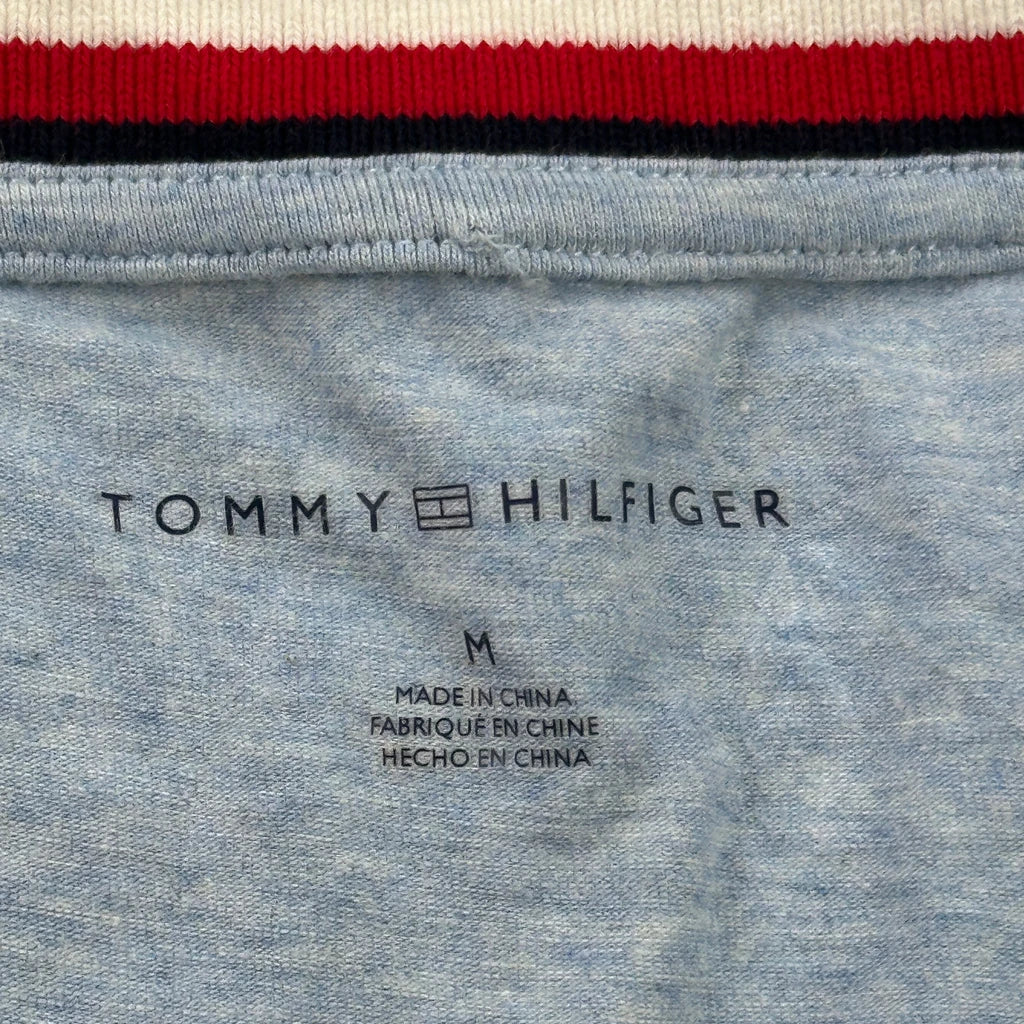 TOMMY HILFIGER
M
MADE IN CHINA
FABRIQUÉ EN CHINE
HECHO EN CHINA